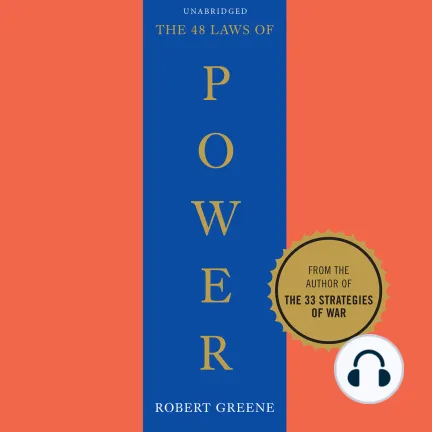 UNABRIDGED
THE 48 LAWS OF
P
O
W
E
R
FROM THE
AUTHOR OF
THE 33 STRATEGIES
OF WAR
ROBERT GREENE